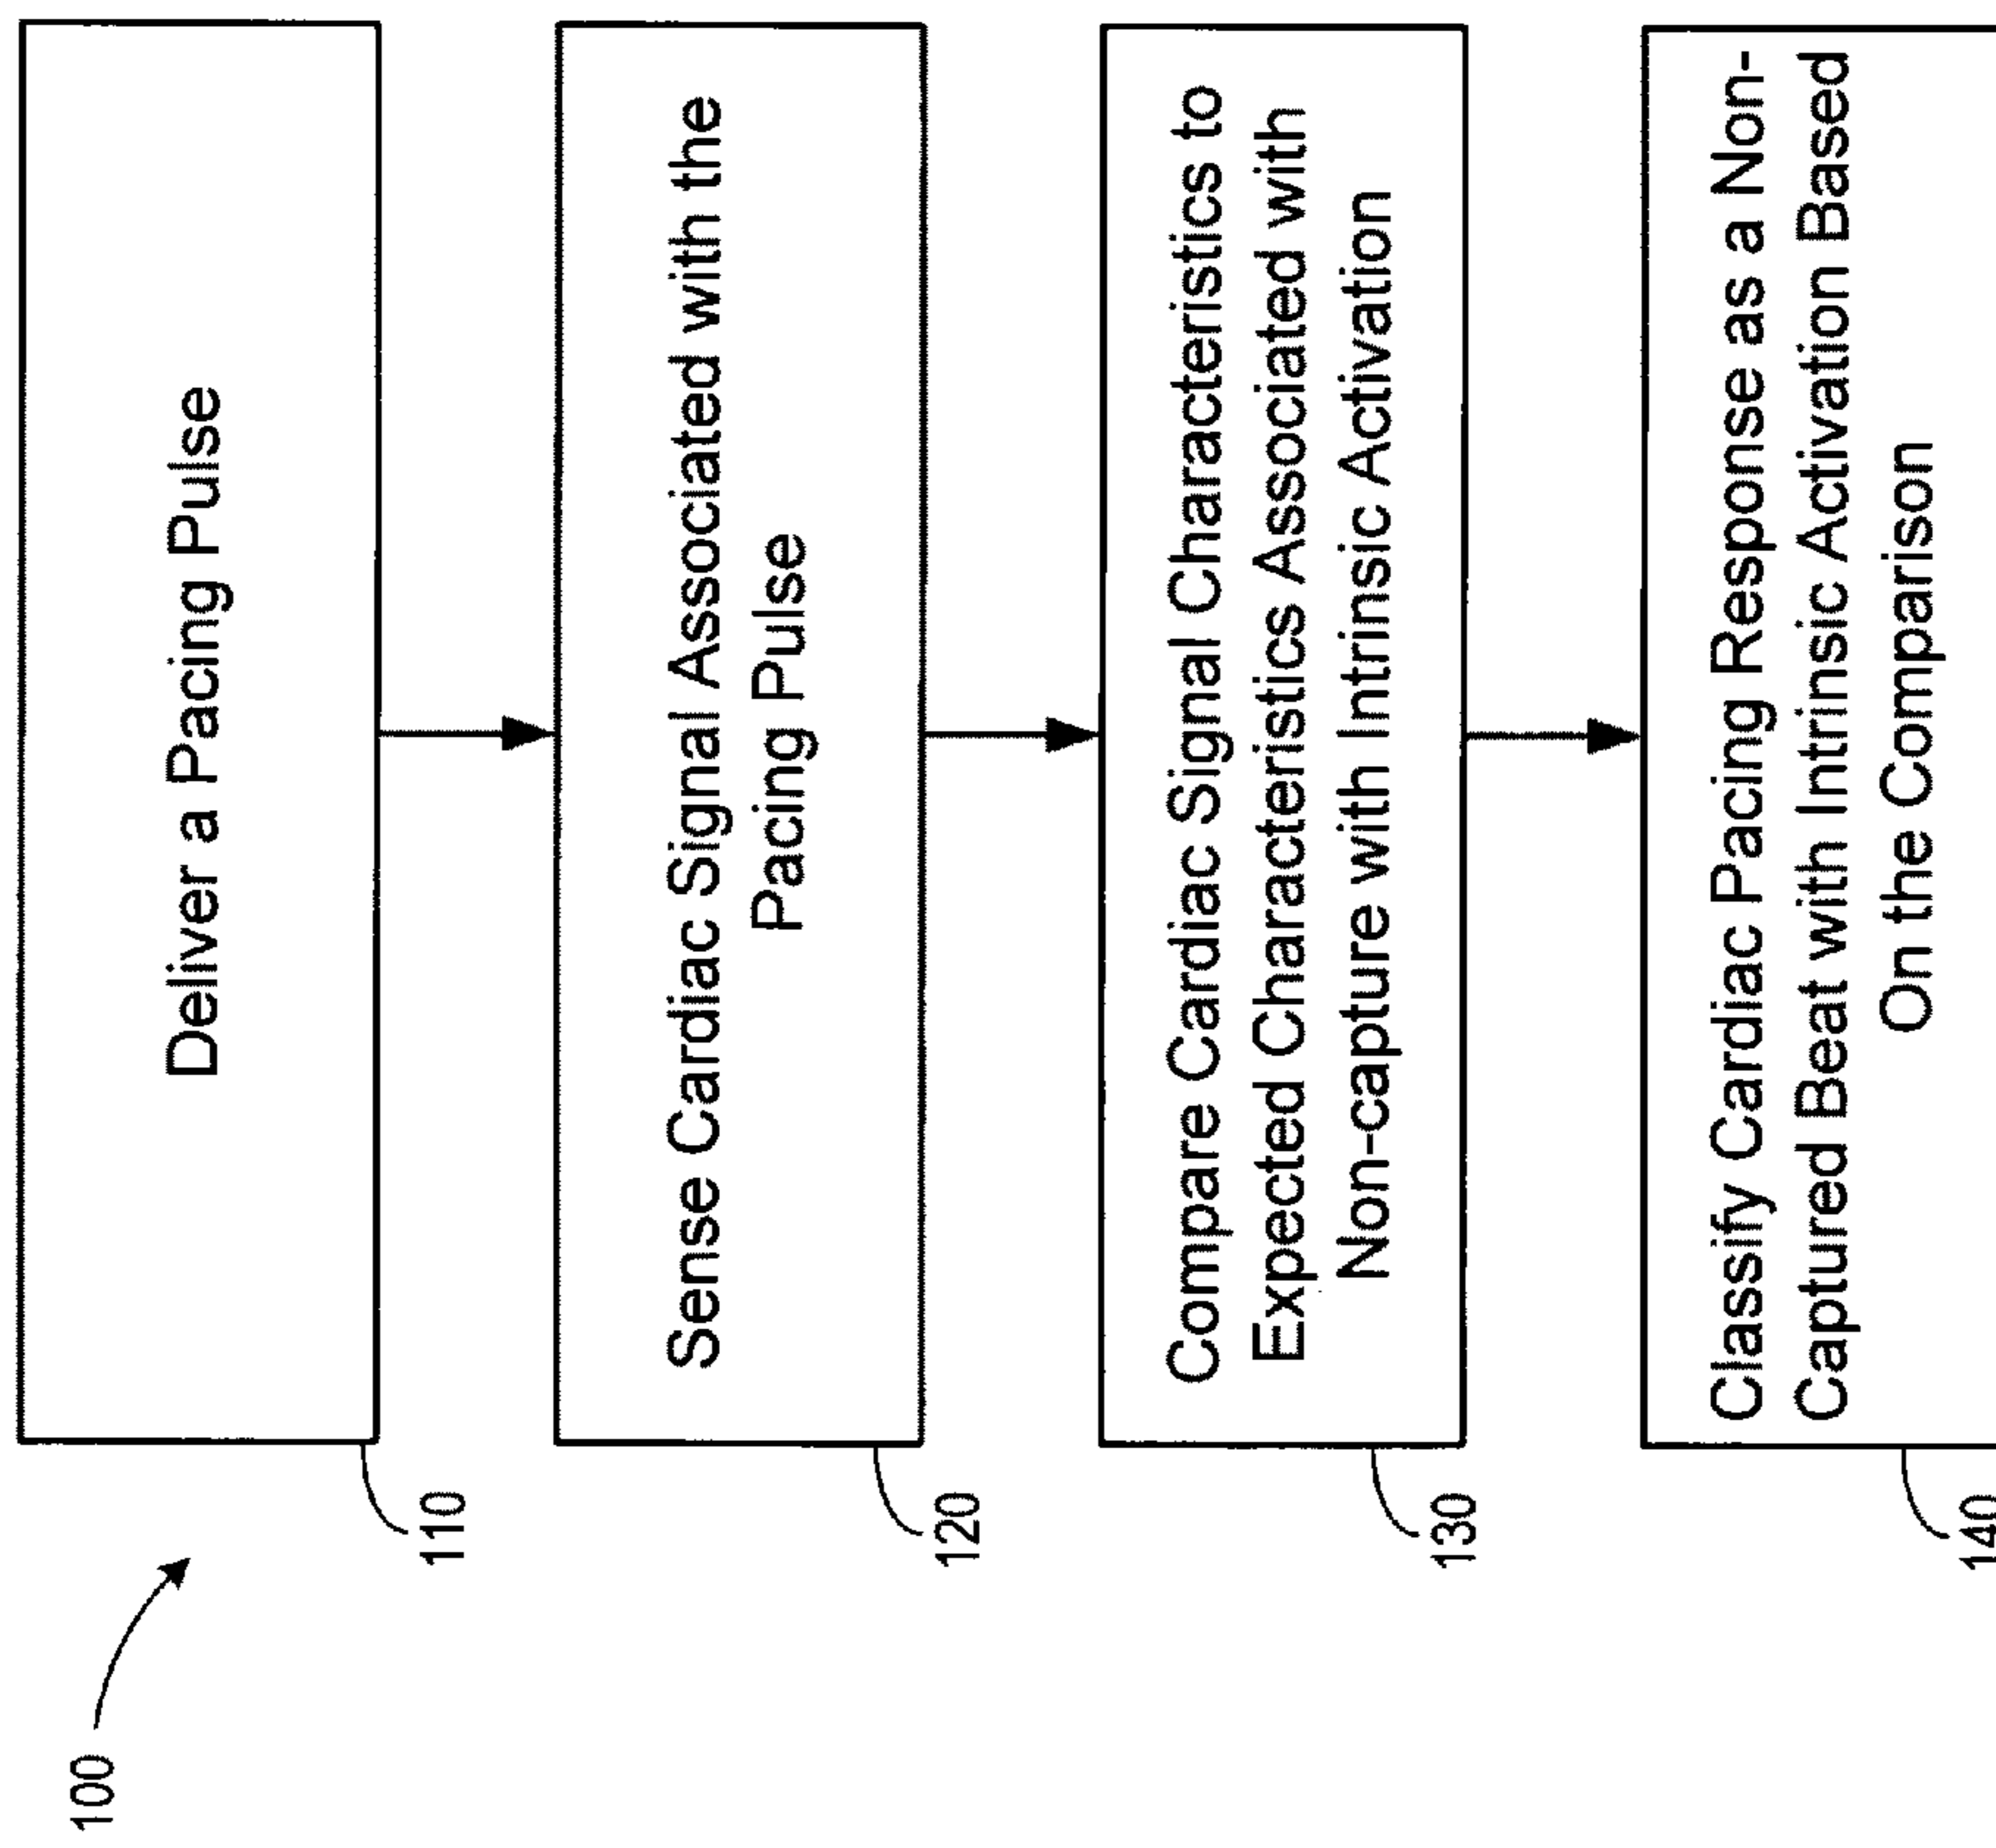 100
Deliver a Pacing Pulse
110
Sense Cardiac Signal Associated with the
Pacing Pulse
120
Compare Cardiac Signal Characteristics to
Expected Characteristics Associated with
Non-capture with Intrinsic Activation
130
Classify Cardiac Pacing Response as a Non-
Captured Beat with Intrinsic Activation Based
On the Comparison
140